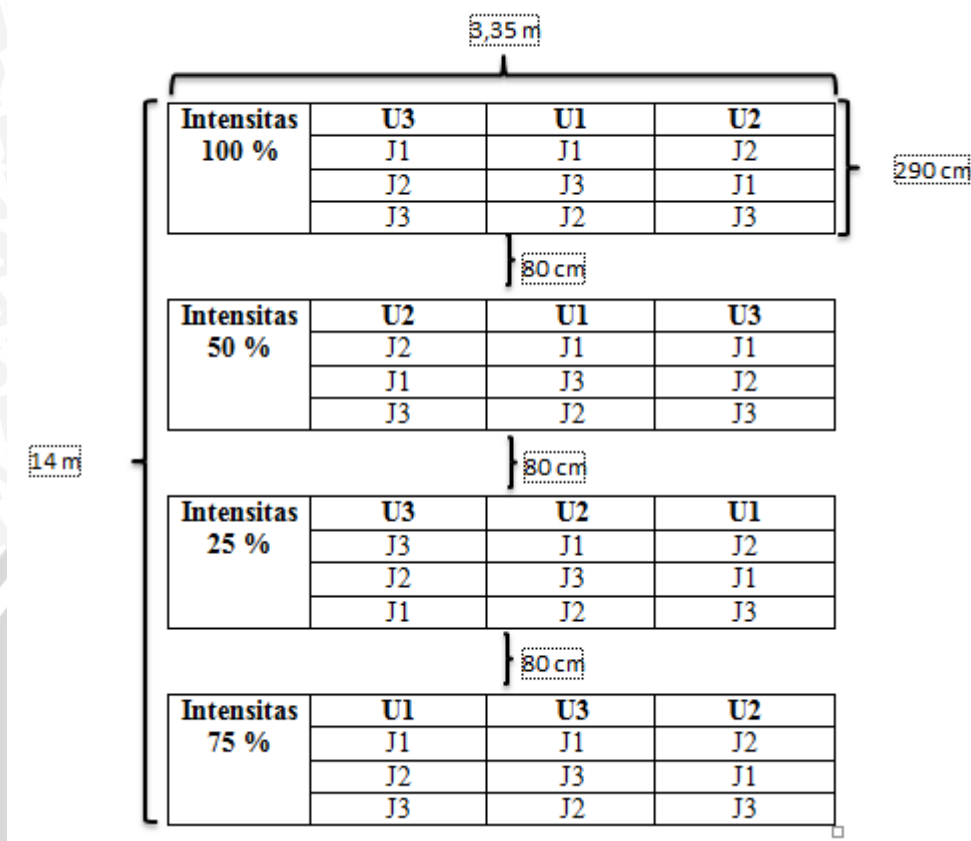 3,35 m
Intensitas 100 % U3 U1 U2
J1 J1 J2
J2 J3 J1
J3 J2 J3
290 cm
80 cm
Intensitas 50 % U2 U1 U3
J2 J1 J1
J1 J3 J2
J3 J2 J3
14 m
80 cm
Intensitas 25 % U3 U2 U1
J3 J1 J2
J2 J3 J1
J1 J2 J3
80 cm
Intensitas 75 % U1 U3 U2
J1 J1 J2
J2 J3 J1
J3 J2 J3